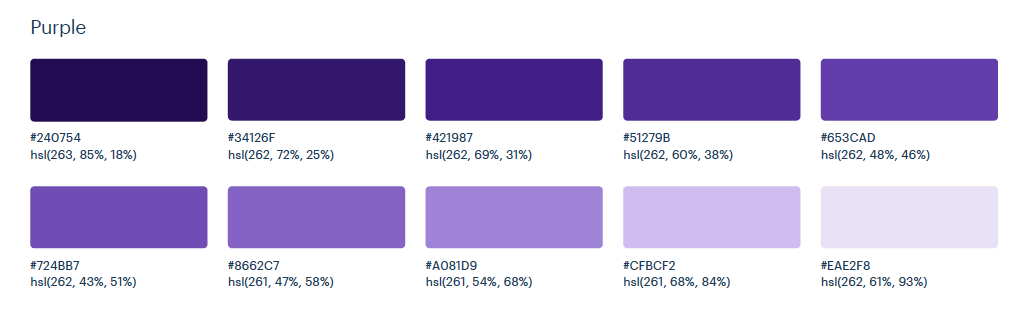 Purple
#240754 #34126F #421987 #51279B #653CAD
hsl(263, 85%, 18%) hsl(262, 72%, 25%) hsl(262, 69%, 31%) hsl(262, 60%, 38%) hsl(262, 48%, 46%)
#724BB7 #8662C7 #A081D9 #CFBCF2 #EAE2F8
hsl(262, 43%, 51%) hsl(261, 47%, 58%) hsl(261, 54%, 68%) hsl(261, 68%, 84%) hsl(262, 61%, 93%)